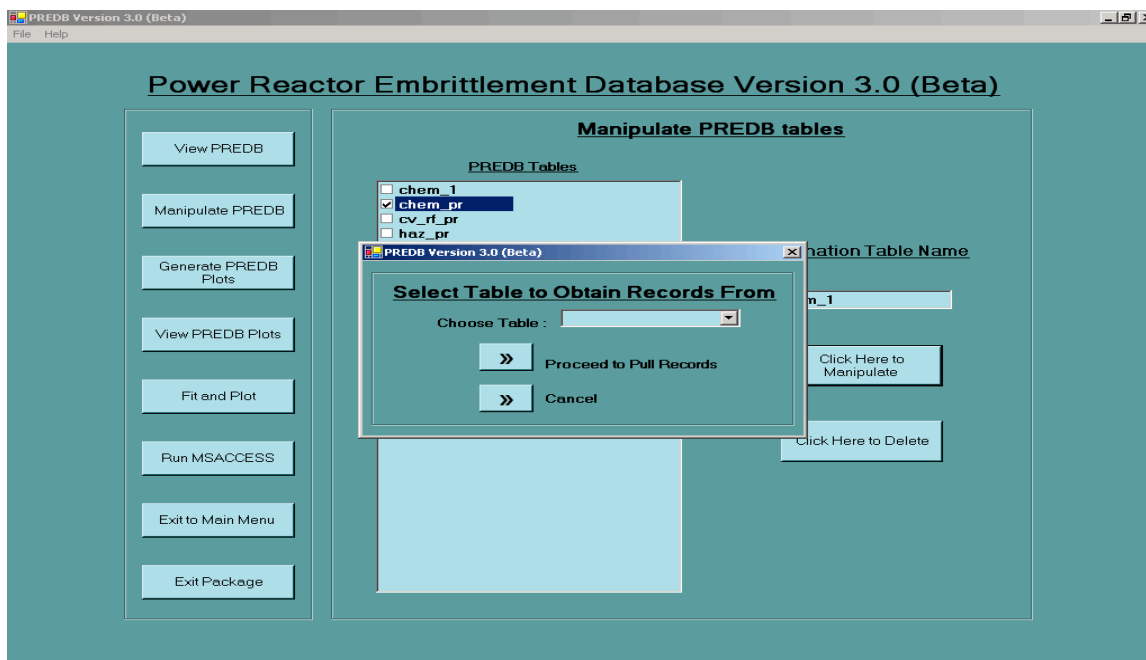 PREDB Version 3.0 (Beta)
File Help
Power Reactor Embrittlement Database Version 3.0 (Beta)
View PREDB
Manipulate PREDB
Generate PREDB
Plots
View PREDB Plots
Fit and Plot
Run MSACCESS
Exit to Main Menu
Exit Package
Manipulate PREDB tables
PREDB Tables
chem_1
chem_pr
cv_rf_pr
haz_pr
PREDB Version 3.0 (Beta)
Select Table to Obtain Records From
Choose Table :
» Proceed to Pull Records
» Cancel
nation Table Name
m_1
Click Here to
Manipulate
Click Here to Delete